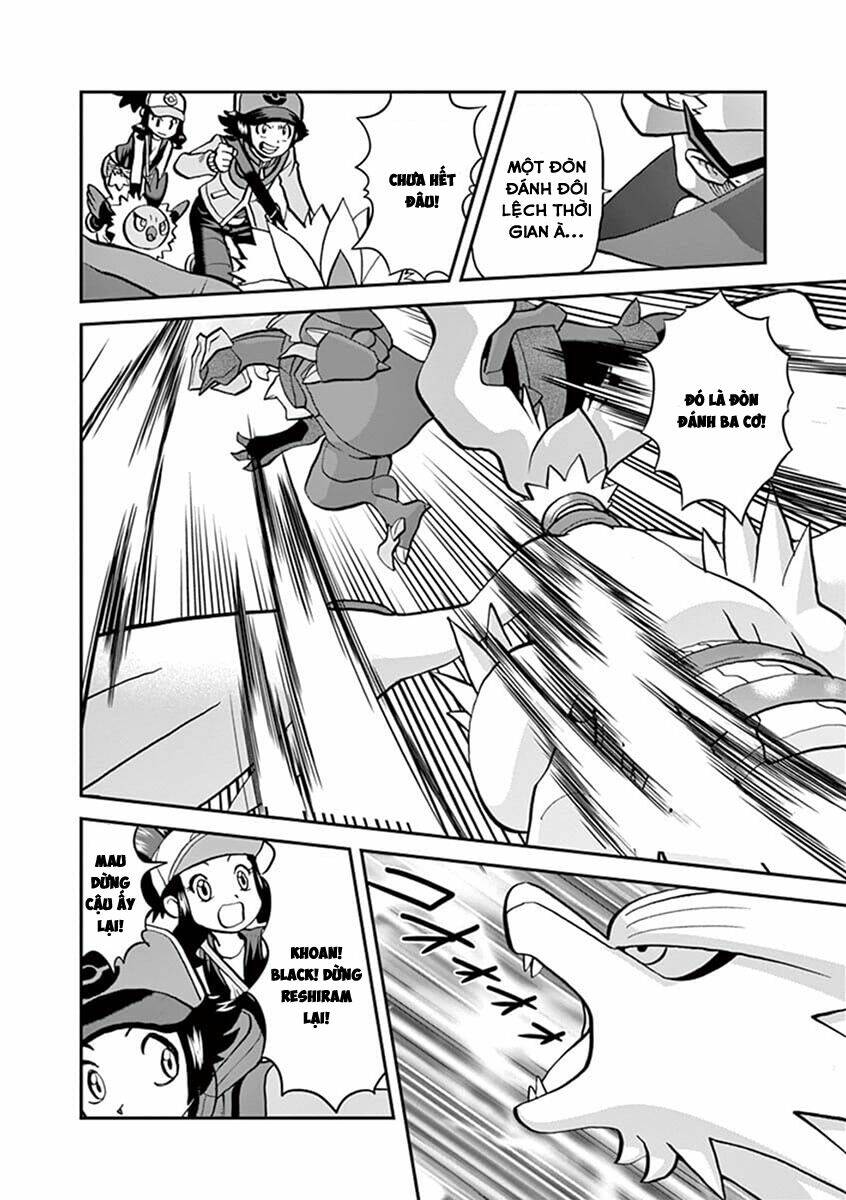 MỘT ĐÒN
ĐÁNH ĐÔI
LỆCH THỜI
GIAN À...
CHƯA HẾT
ĐÂU!
ĐÓ LÀ ĐÒN
ĐÁNH BA CƠ!
MAU
DỪNG
CẬU ẤY
LẠI!
KHOAN!
BLACK! DỪNG
RESHIRAM
LẠI!